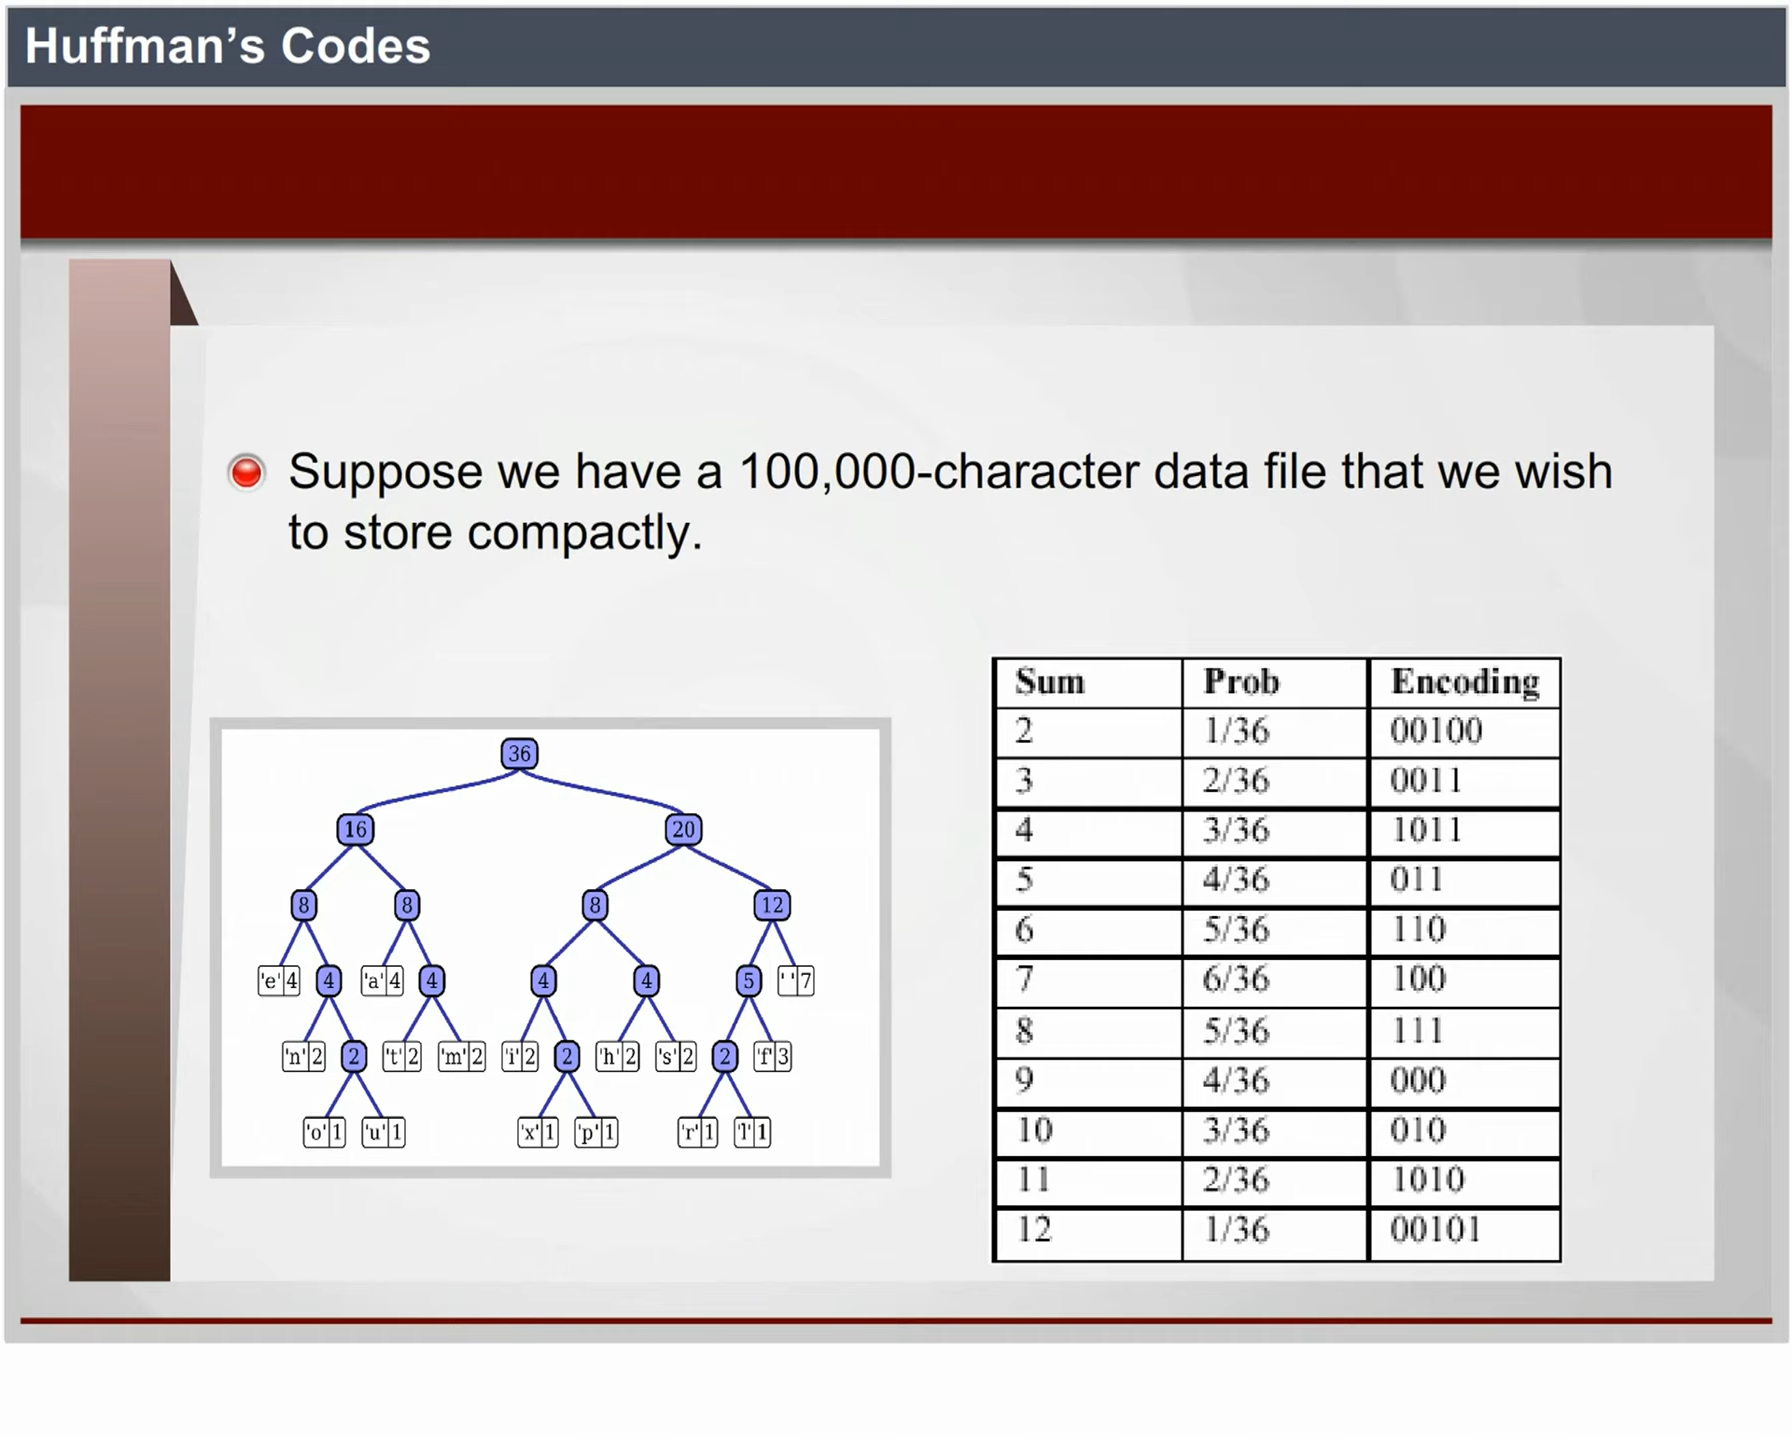 Huffman’s Codes
Suppose we have a 100,000-character data file that we wish
to store compactly.
36
16 20
8 8 8 12
'e' 4 4 'a' 4 4 4 4 5 ' ' 7
'n' 2 2 't' 2 'm' 2 'i' 2 2 'h' 2 's' 2 2 'f' 3
'o' 1 'u' 1 'x' 1 'p' 1 'r' 1 'l' 1
Sum Prob Encoding
2 1/36 00100
3 2/36 0011
4 3/36 1011
5 4/36 011
6 5/36 110
7 6/36 100
8 5/36 111
9 4/36 000
10 3/36 010
11 2/36 1010
12 1/36 00101